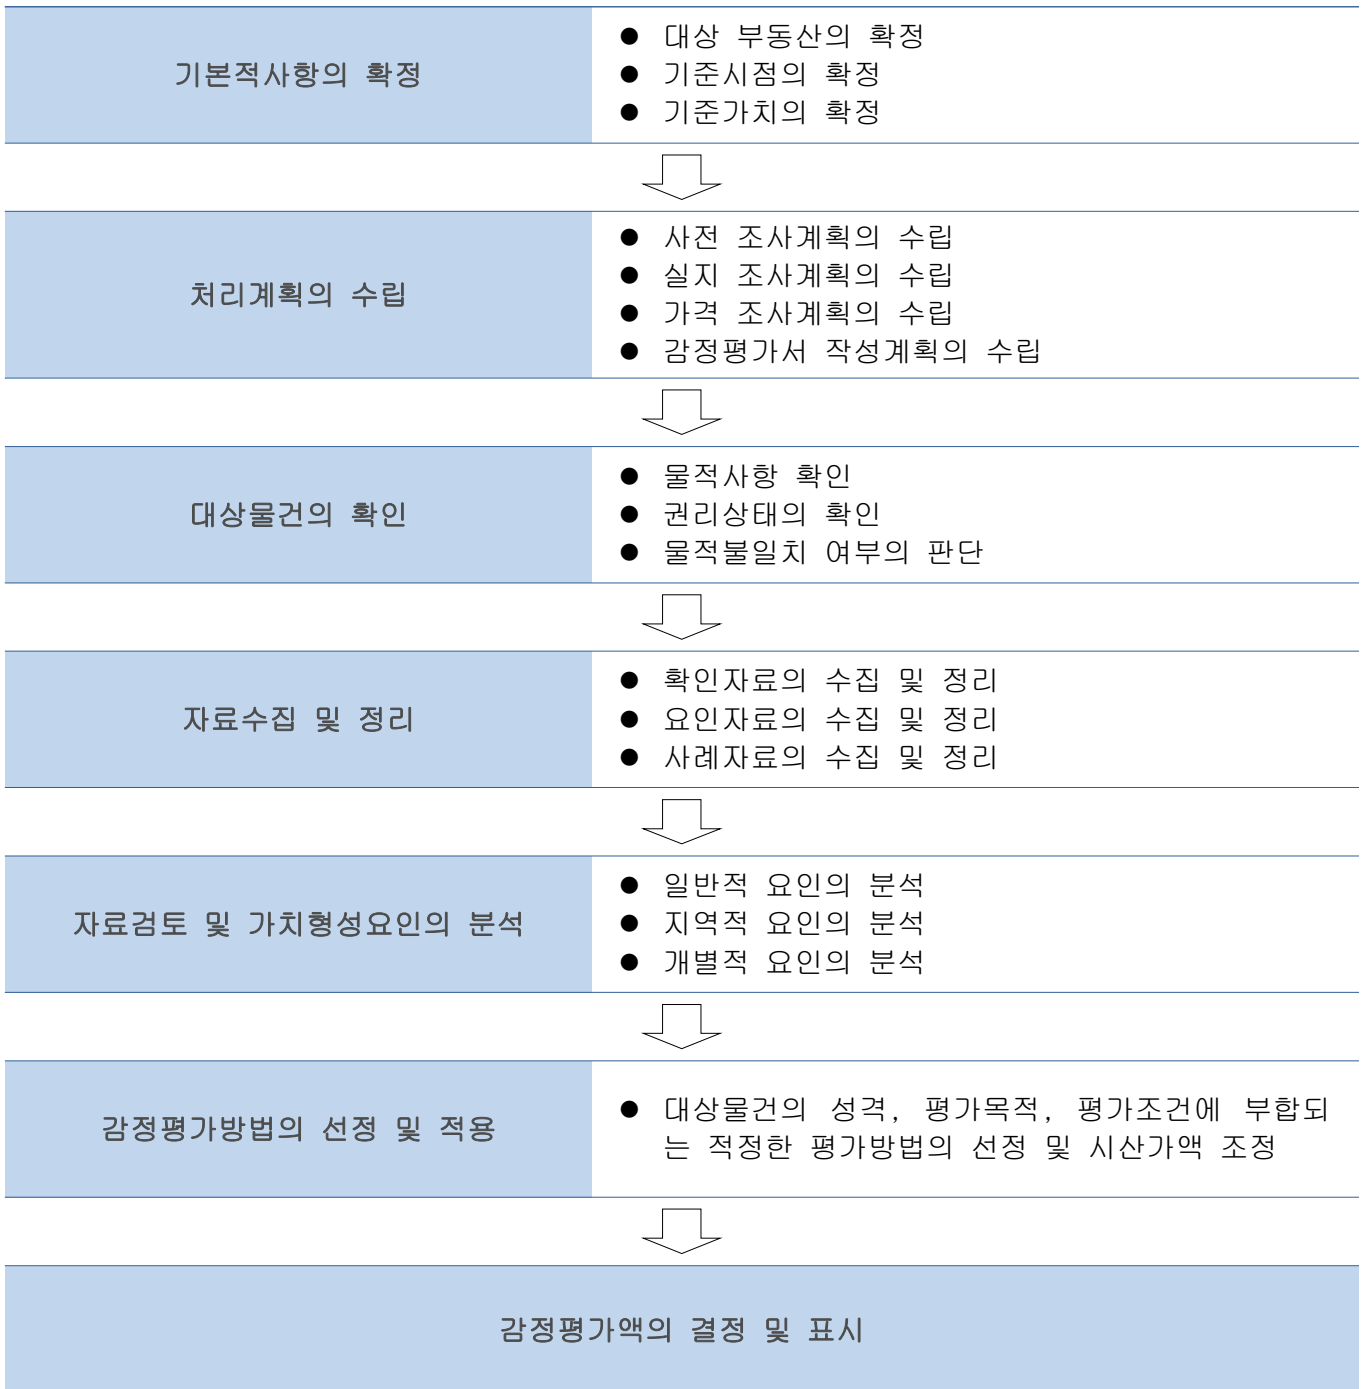 기본적사항의 확정
● 대상 부동산의 확정
● 기준시점의 확정
● 기준가치의 확정
처리계획의 수립
● 사전 조사계획의 수립
● 실지 조사계획의 수립
● 가격 조사계획의 수립
● 감정평가서 작성계획의 수립
대상물건의 확인
● 물적사항 확인
● 권리상태의 확인
● 물적불일치 여부의 판단
자료수집 및 정리
● 확인자료의 수집 및 정리
● 요인자료의 수집 및 정리
● 사례자료의 수집 및 정리
자료검토 및 가치형성요인의 분석
● 일반적 요인의 분석
● 지역적 요인의 분석
● 개별적 요인의 분석
감정평가방법의 선정 및 적용
● 대상물건의 성격, 평가목적, 평가조건에 부합되
는 적정한 평가방법의 선정 및 시산가액 조정
감정평가액의 결정 및 표시